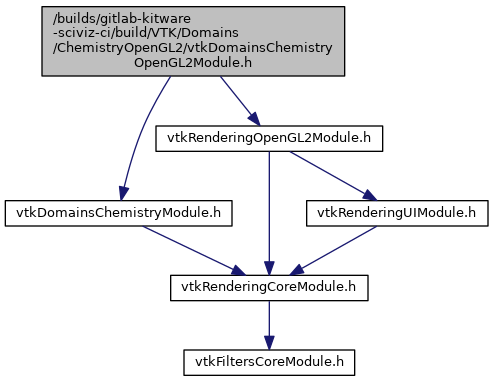 /builds/gitlab-kitware
-sciviz-ci/build/VTK/Domains
/ChemistryOpenGL2/vtkDomainsChemistry
OpenGL2Module.h
vtkRenderingOpenGL2Module.h
vtkDomainsChemistryModule.h
vtkRenderingUIModule.h
vtkRenderingCoreModule.h
vtkFiltersCoreModule.h